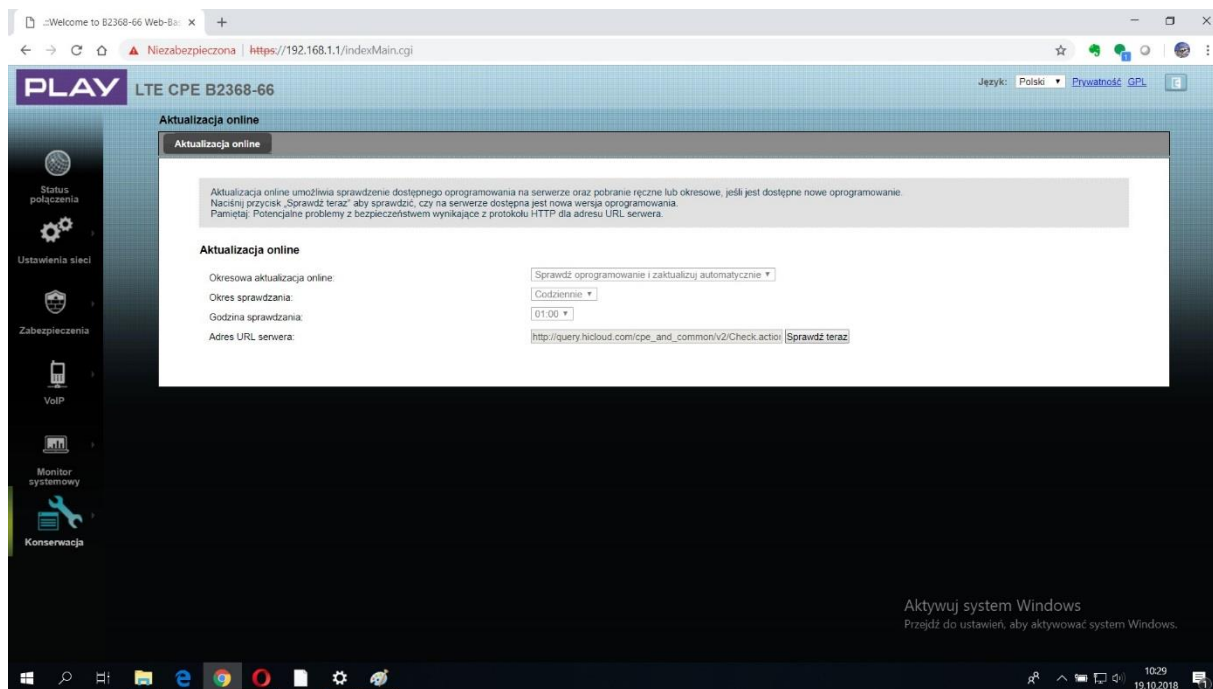 .::Welcome to B2368-66 Web-Bas
Niezabezpieczona | https://192.168.1.1/indexMain.cgi
PLAY LTE CPE B2368-66
Język: Polski Prywatność GPL
Aktualizacja online
Aktualizacja online
Aktualizacja online umożliwia sprawdzenie dostępnego oprogramowania na serwerze oraz pobranie ręczne lub okresowe, jeśli jest dostępne nowe oprogramowanie.
Naciśnij przycisk „Sprawdź teraz” aby sprawdzić, czy na serwerze dostępna jest nowa wersja oprogramowania.
Pamiętaj: Potencjalne problemy z bezpieczeństwem wynikające z protokołu HTTP dla adresu URL serwera.
Aktualizacja online
Okresowa aktualizacja online: Sprawdź oprogramowanie i zaktualizuj automatycznie
Okres sprawdzania: Codziennie
Godzina sprawdzania: 01:00
Adres URL serwera: http://query.hicloud.com/cpe_and_common/v2/Check.action Sprawdź teraz
Status
połączenia
Ustawienia sieci
Zabezpieczenia
VoIP
Monitor
systemowy
Konserwacja
Aktywuj system Windows
Przejdź do ustawień, aby aktywować system Windows.
10:29
19.10.2018